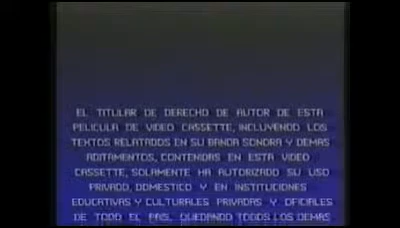 EL TITULAR DE DERECHO DE AUTOR DE ESTA
PELICULA DE VIDEO CASSETTE, INCLUYENDO LOS
TEXTOS RELATADOS EN SU BANDA SONORA Y DEMAS
ADITAMENTOS, CONTENIDAS EN ESTA VIDEO
CASSETTE, SOLAMENTE HA AUTORIZADO SU USO
PRIVADO, DOMESTICO Y EN INSTITUCIONES
EDUCATIVAS Y CULTURALES PRIVADAS Y OFICIALES
DE TODO EL PAIS, QUEDANDO TODOS LOS DEMAS